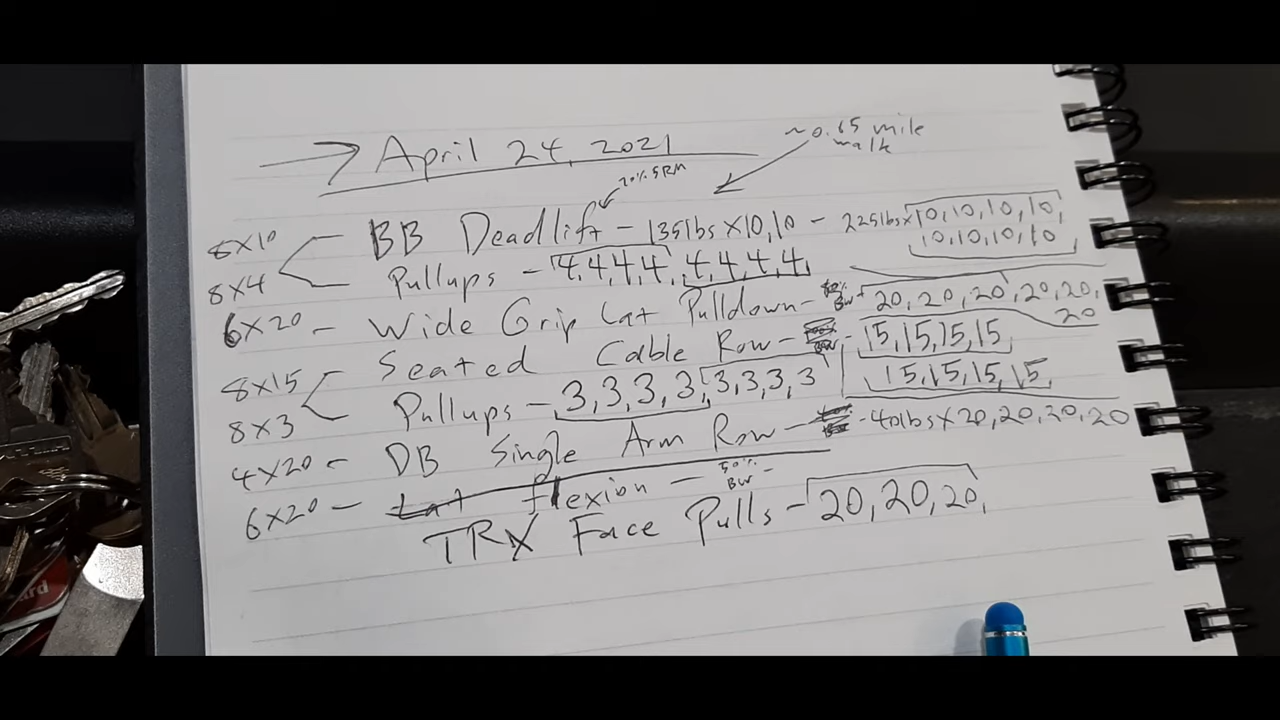 → April 24, 2021
~0.65 mile
walk
20% 5RM
8x10
BB Deadlift - 135lbs x 10,10 - 225lbs x 10,10,10,10,
10,10,10,10
8x4
Pullups - 4,4,4,4, 4,4,4,4,
6x20 - Wide Grip Lat Pulldown - BW - 20,20,20,20,20,
20
8x15
Seated Cable Row - BW - 15,15,15,15
15,15,15,15
8x3
Pullups - 3,3,3,3, 3,3,3,3
4x20 - DB Single Arm Row - 40lbs x 20,20,20,20
6x20 - Lat flexion - 50% BW -
TRX Face Pulls - 20,20,20,
ard